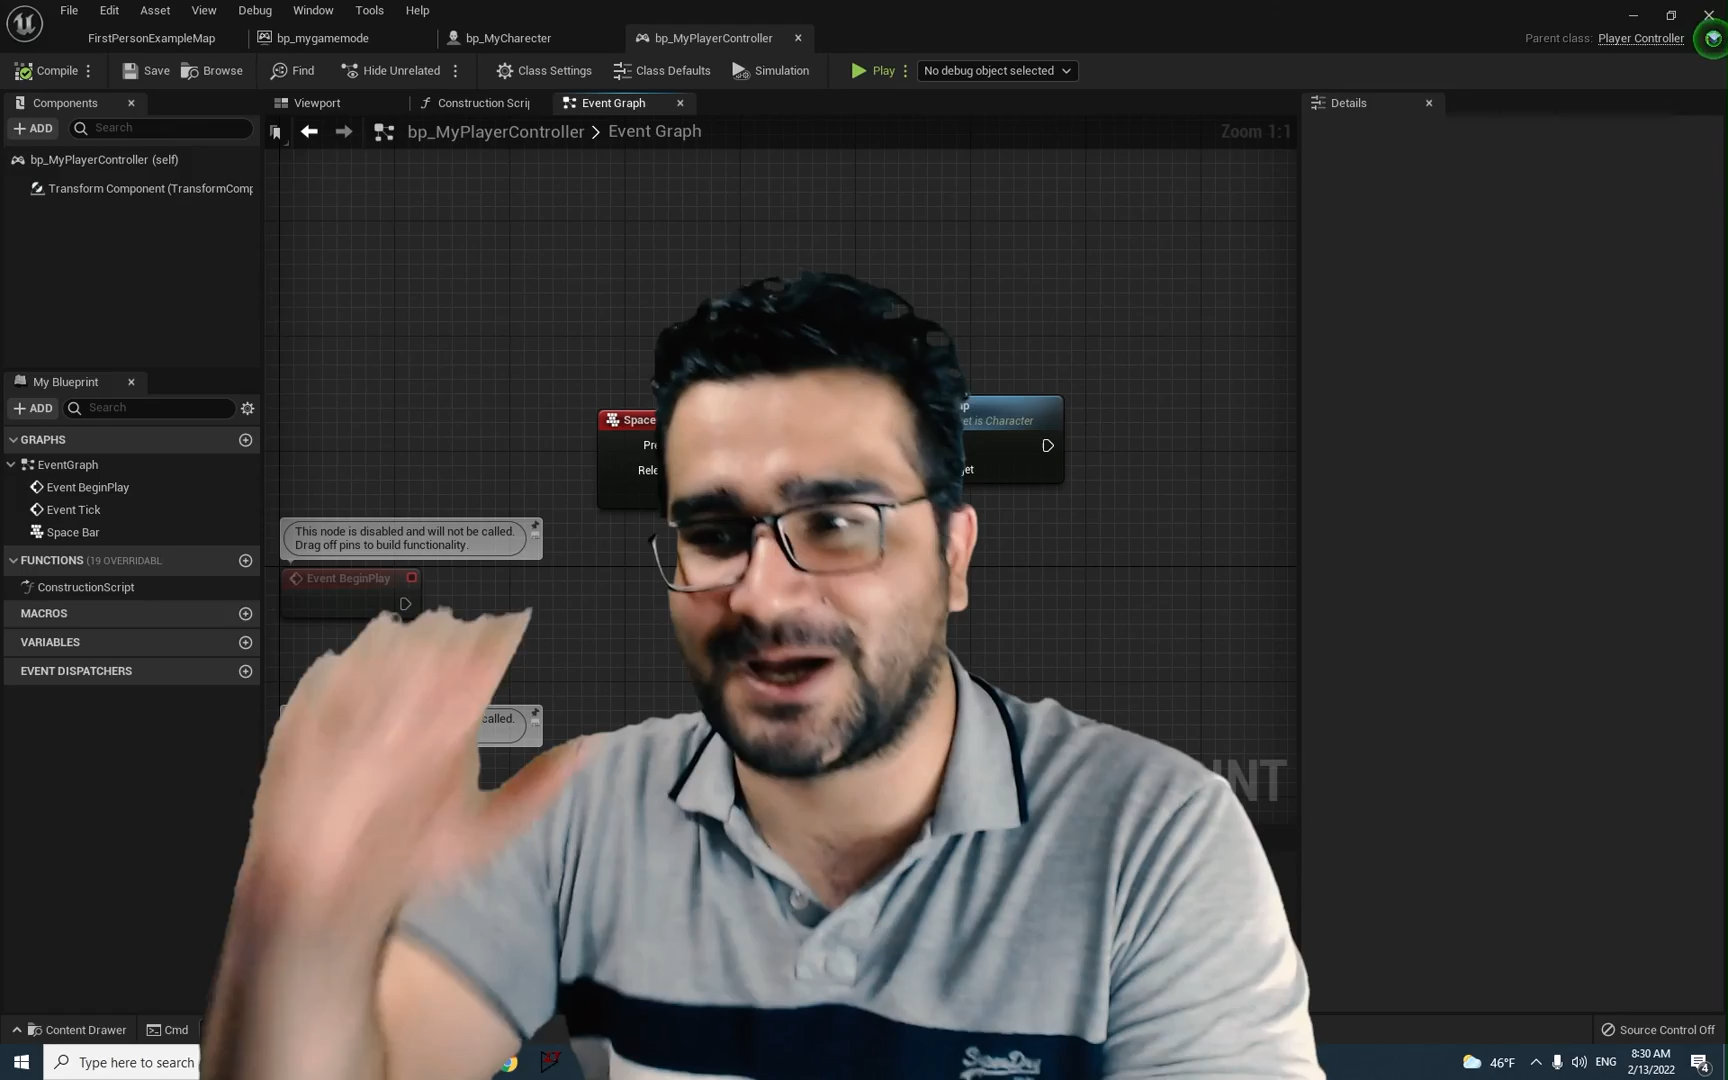 File Edit Asset View Debug Window Tools Help
FirstPersonExampleMap bp_mygamemode bp_MyCharecter bp_MyPlayerController
Parent class: Player Controller
Compile Save Browse Find Hide Unrelated Class Settings Class Defaults Simulation Play No debug object selected
Components Viewport Construction Scri Event Graph Details
ADD Search
bp_MyPlayerController > Event Graph Zoom 1:1
bp_MyPlayerController (self)
Transform Component (TransformComp
My Blueprint
ADD Search
GRAPHS
EventGraph
Event BeginPlay
Event Tick
Space Bar
FUNCTIONS (19 OVERRIDABL
ConstructionScript
MACROS
VARIABLES
EVENT DISPATCHERS
Space
et is Character
This node is disabled and will not be called.
Drag off pins to build functionality.
Event BeginPlay
called.
Content Drawer Cmd Source Control Off
Type here to search
46°F ENG 8:30 AM
2/13/2022
4